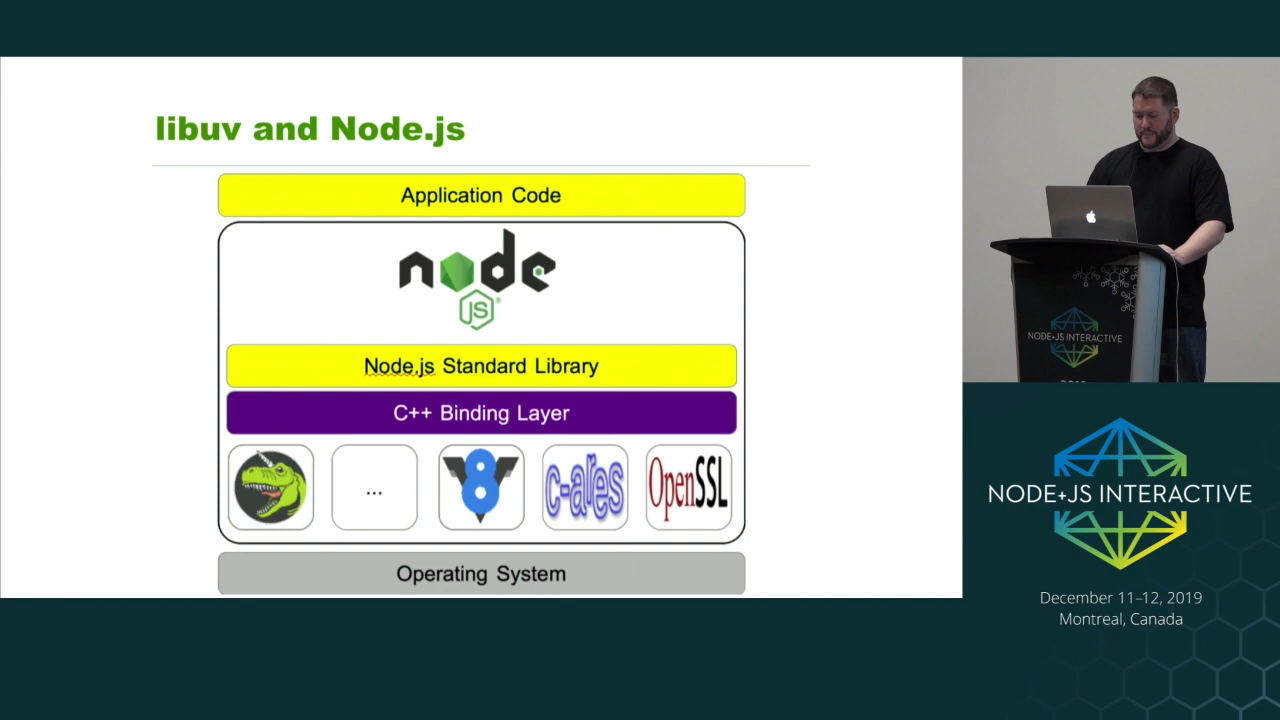 libuv and Node.js
Application Code
node
JS
Node.js Standard Library
C++ Binding Layer
...
8
c-ares
OpenSSL
Operating System
NODE+JS INTERACTIVE
NODE+JS INTERACTIVE
December 11–12, 2019
Montreal, Canada